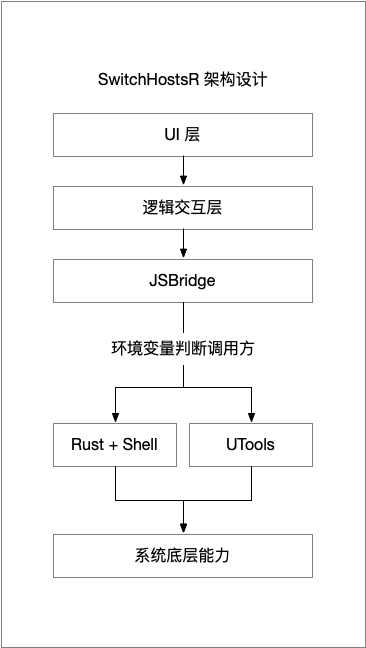 SwitchHostsR 架构设计
UI 层
逻辑交互层
JSBridge
环境变量判断调用方
Rust + Shell
UTools
系统底层能力